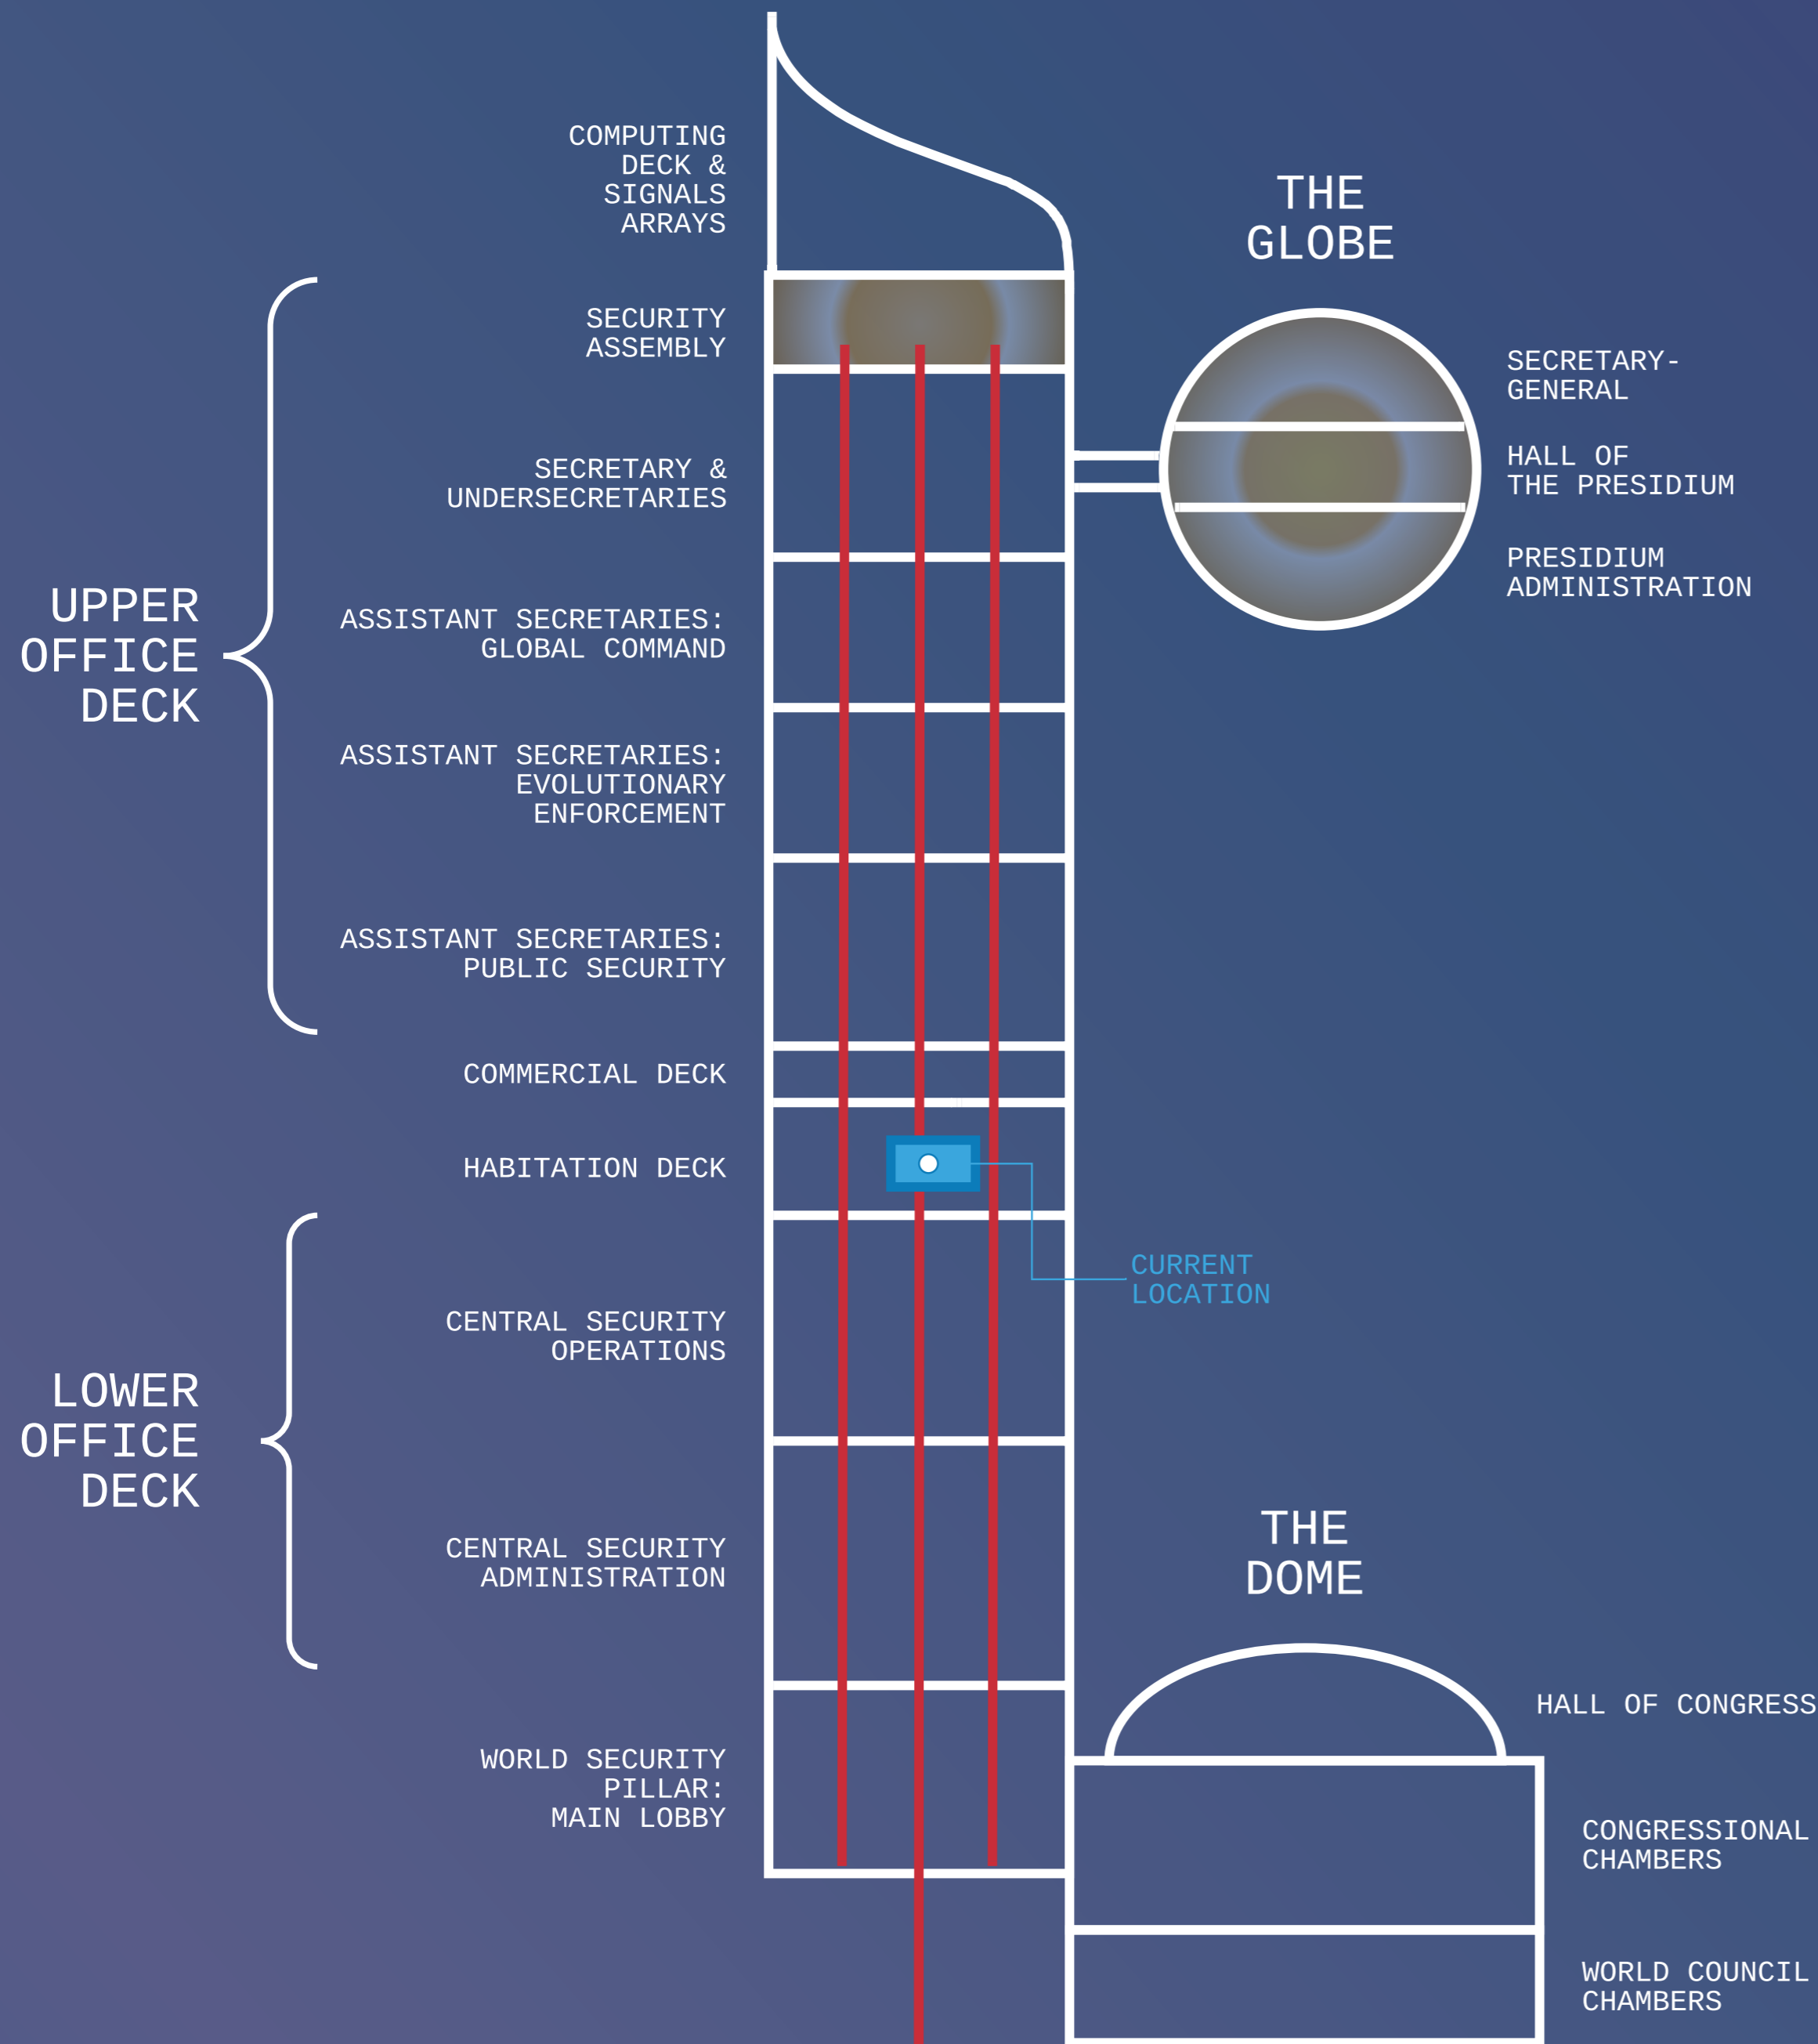 COMPUTING
DECK &
SIGNALS
ARRAYS
THE
GLOBE
SECURITY
ASSEMBLY
SECRETARY-
GENERAL
HALL OF
THE PRESIDIUM
SECRETARY &
UNDERSECRETARIES
PRESIDIUM
ADMINISTRATION
UPPER
OFFICE
DECK
ASSISTANT SECRETARIES:
GLOBAL COMMAND
ASSISTANT SECRETARIES:
EVOLUTIONARY
ENFORCEMENT
ASSISTANT SECRETARIES:
PUBLIC SECURITY
COMMERCIAL DECK
HABITATION DECK
CURRENT
LOCATION
CENTRAL SECURITY
OPERATIONS
LOWER
OFFICE
DECK
CENTRAL SECURITY
ADMINISTRATION
THE
DOME
HALL OF CONGRESS
WORLD SECURITY
PILLAR:
MAIN LOBBY
CONGRESSIONAL
CHAMBERS
WORLD COUNCIL
CHAMBERS